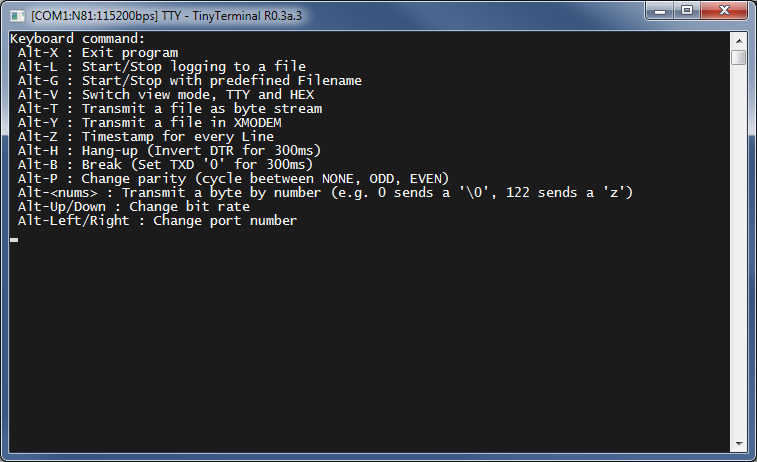 [COM1:N81:115200bps] TTY - TinyTerminal R0.3a.3
Keyboard command:
Alt-X : Exit program
Alt-L : Start/Stop logging to a file
Alt-G : Start/Stop with predefined Filename
Alt-V : Switch view mode, TTY and HEX
Alt-T : Transmit a file as byte stream
Alt-Y : Transmit a file in XMODEM
Alt-Z : Timestamp for every Line
Alt-H : Hang-up (Invert DTR for 300ms)
Alt-B : Break (Set TXD '0' for 300ms)
Alt-P : Change parity (cycle beetween NONE, ODD, EVEN)
Alt-<nums> : Transmit a byte by number (e.g. 0 sends a '\0', 122 sends a 'z')
Alt-Up/Down : Change bit rate
Alt-Left/Right : Change port number